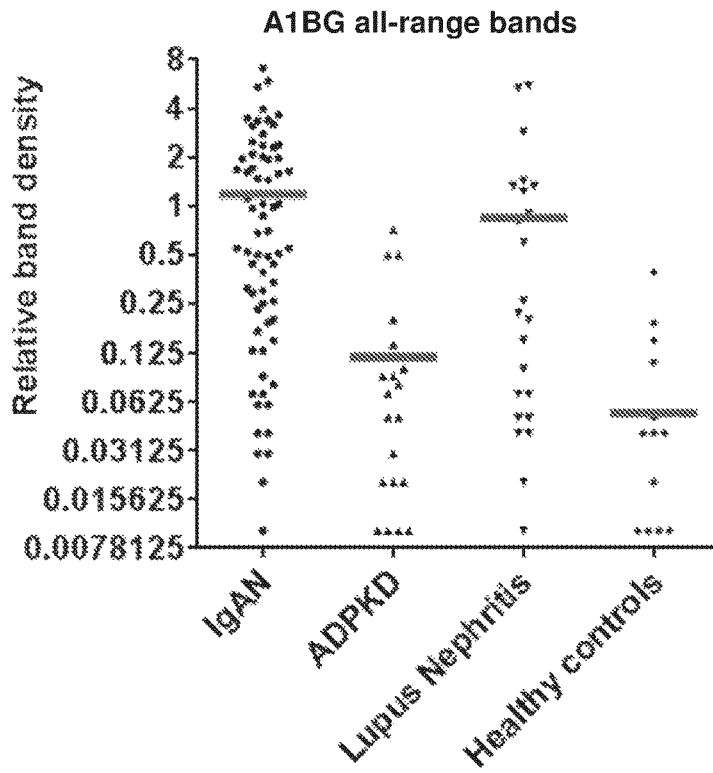 A1BG all-range bands
Relative band density
8
4
2
1
0.5
0.25
0.125
0.0625
0.03125
0.015625
0.0078125
IgAN
ADPKD
Lupus Nephritis
Healthy controls